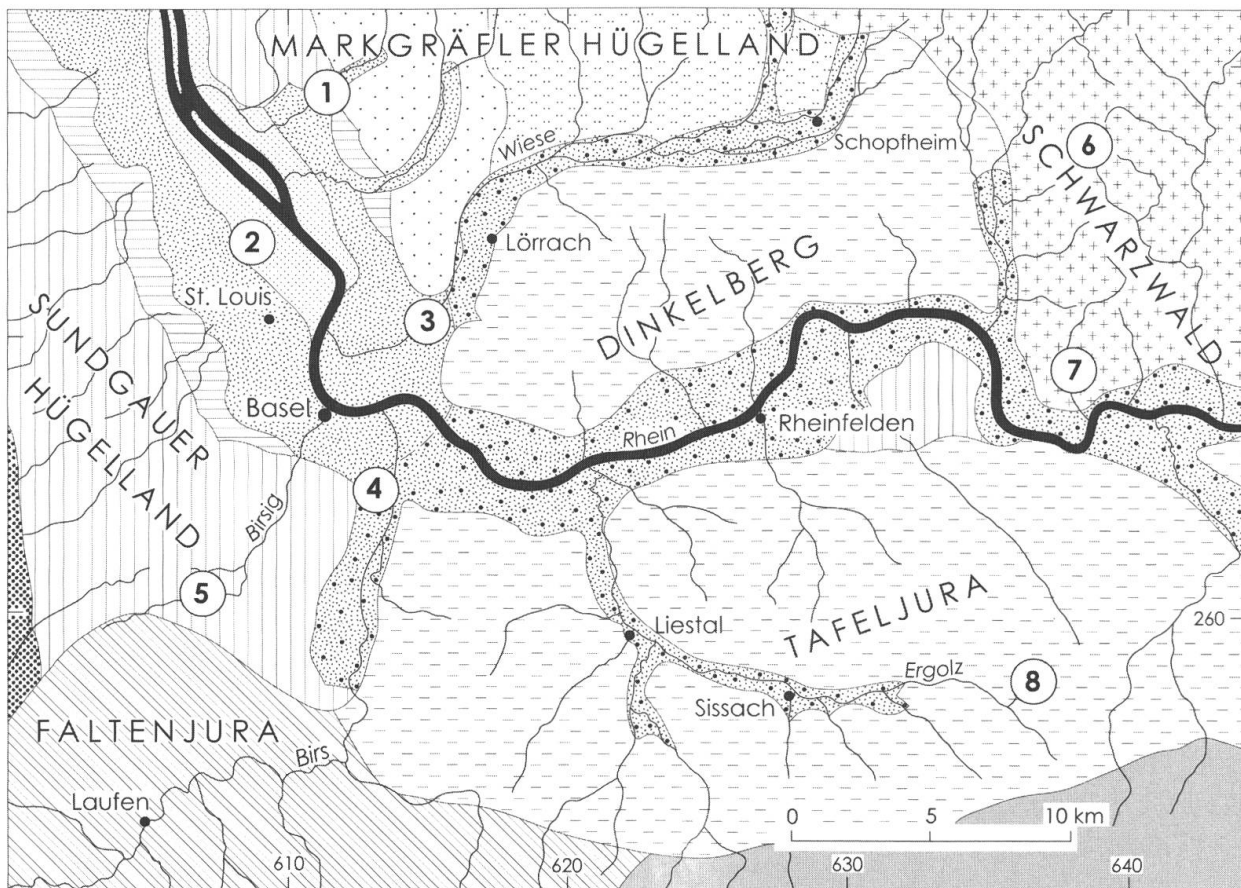 MARKGRÄFLER HÜGELLAND
1
Wiese
Schopfheim
SCHWARZWALD
6
2
Lörrach
St. Louis
3
DINKELBERG
7
SUNDGAUER
HÜGELLAND
Basel
Rhein
Rheinfelden
4
Birsig
5
Liestal
TAFELJURA
260
Ergolz
8
Sissach
FALTENJURA
Birs
Laufen
0 5 10 km
610 620 630 640